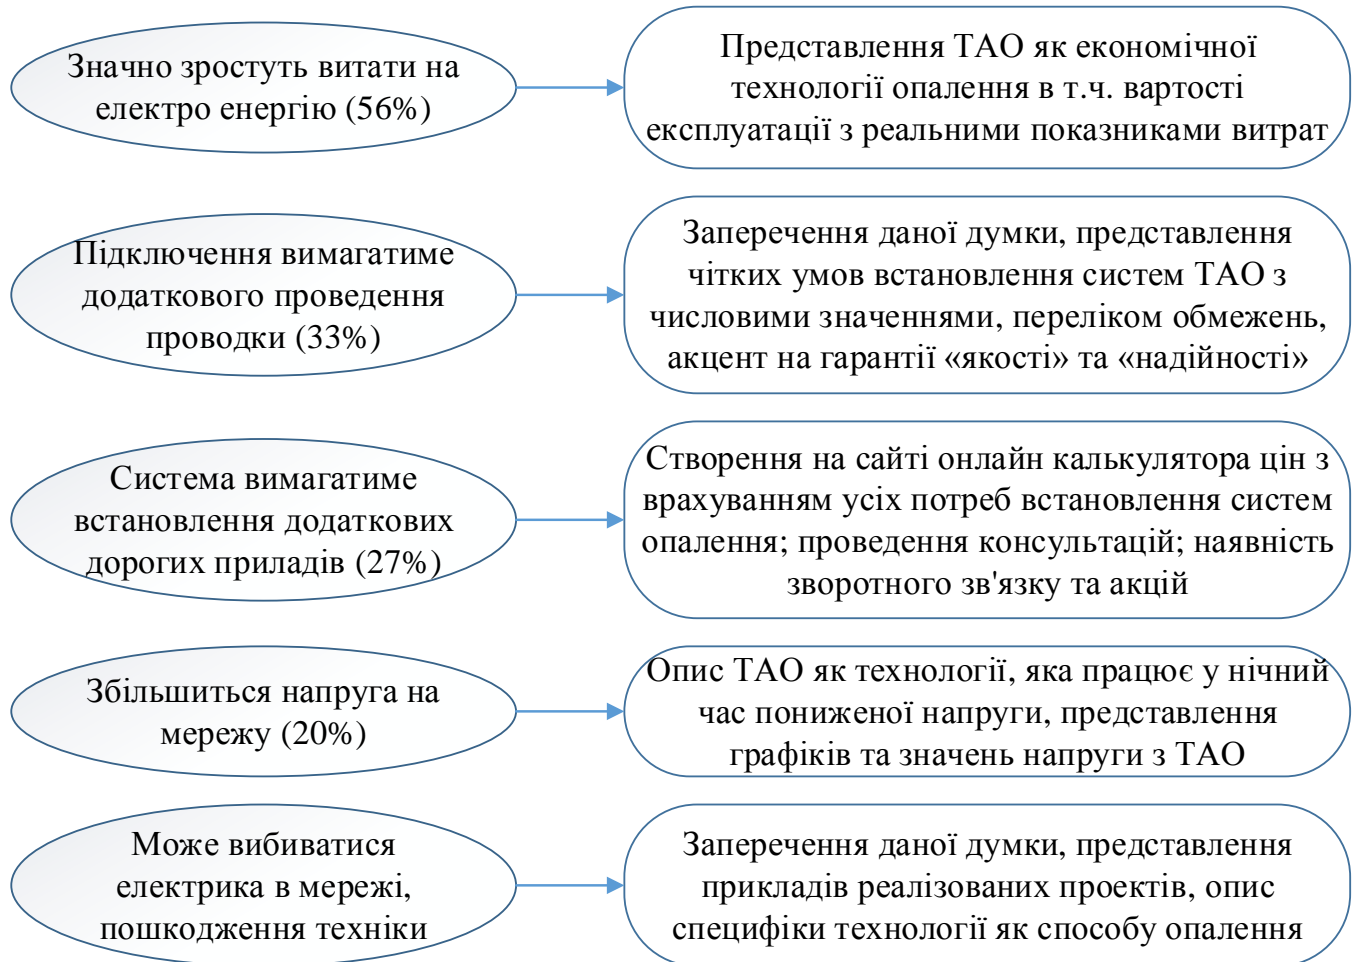 Значно зростуть витати на
електро енергію (56%)
Представлення ТАО як економічної
технології опалення в т.ч. вартості
експлуатації з реальними показниками витрат
Підключення вимагатиме
додаткового проведення
проводки (33%)
Заперечення даної думки, представлення
чітких умов встановлення систем ТАО з
числовими значеннями, переліком обмежень,
акцент на гарантії «якості» та «надійності»
Система вимагатиме
встановлення додаткових
дорогих приладів (27%)
Створення на сайті онлайн калькулятора цін з
врахуванням усіх потреб встановлення систем
опалення; проведення консультацій; наявність
зворотного зв'язку та акцій
Збільшиться напруга на
мережу (20%)
Опис ТАО як технології, яка працює у нічний
час пониженої напруги, представлення
графіків та значень напруги з ТАО
Може вибиватися
електрика в мережі,
пошкодження техніки
Заперечення даної думки, представлення
прикладів реалізованих проектів, опис
специфіки технології як способу опалення